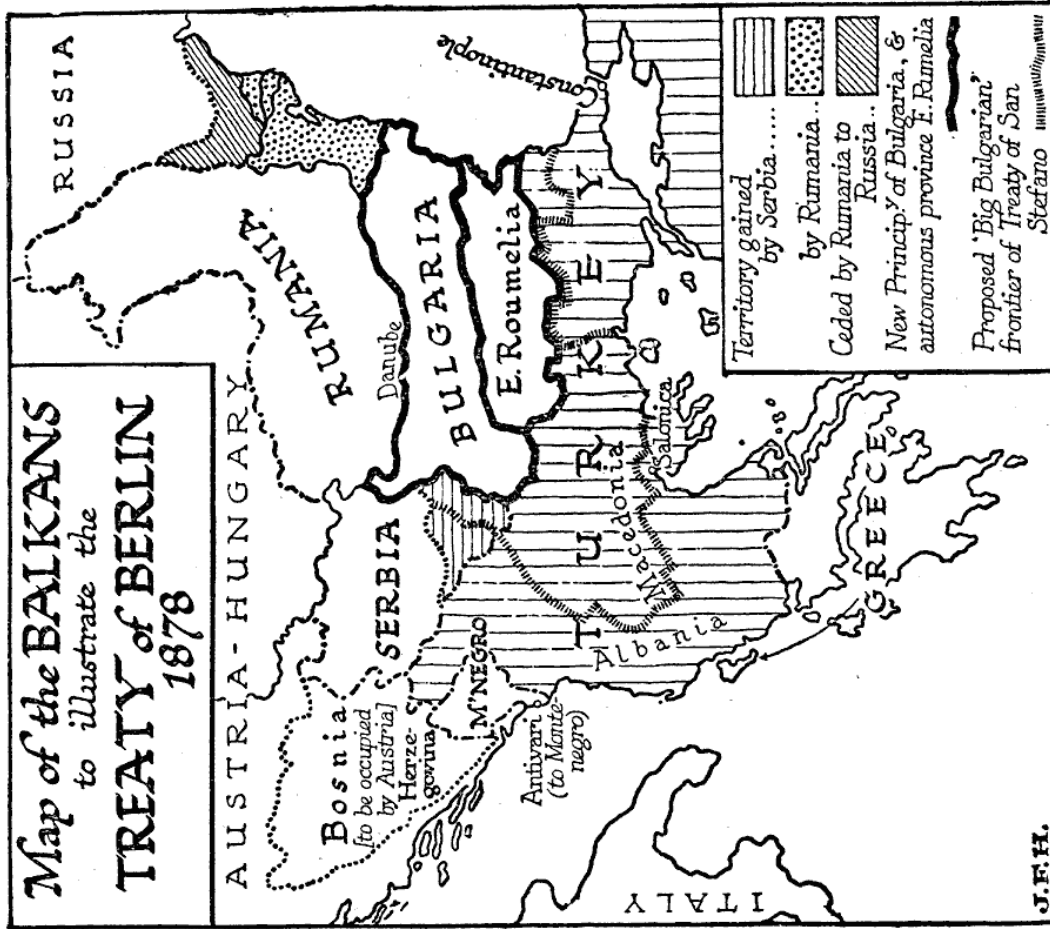 Map of the BALKANS
to illustrate the
TREATY of BERLIN
1878
RUSSIA
AUSTRIA-HUNGARY
RUMANIA
Danube
BULGARIA
E. Roumelia
Constantinople
SERBIA
Bosnia
[to be occupied
by Austria]
Herze-
govina
M'NEGRO
Antivari
(to Monte-
negro)
TURKEY
Macedonia
Salonica
Albania
GREECE
ITALY
Territory gained
by Serbia.....
by Rumania..
Ceded by Rumania to
Russia...
New Princip.y of Bulgaria, &
autonomous province E. Rumelia
Proposed 'Big Bulgarian'
frontier of Treaty of San
Stefano
J.F.H.